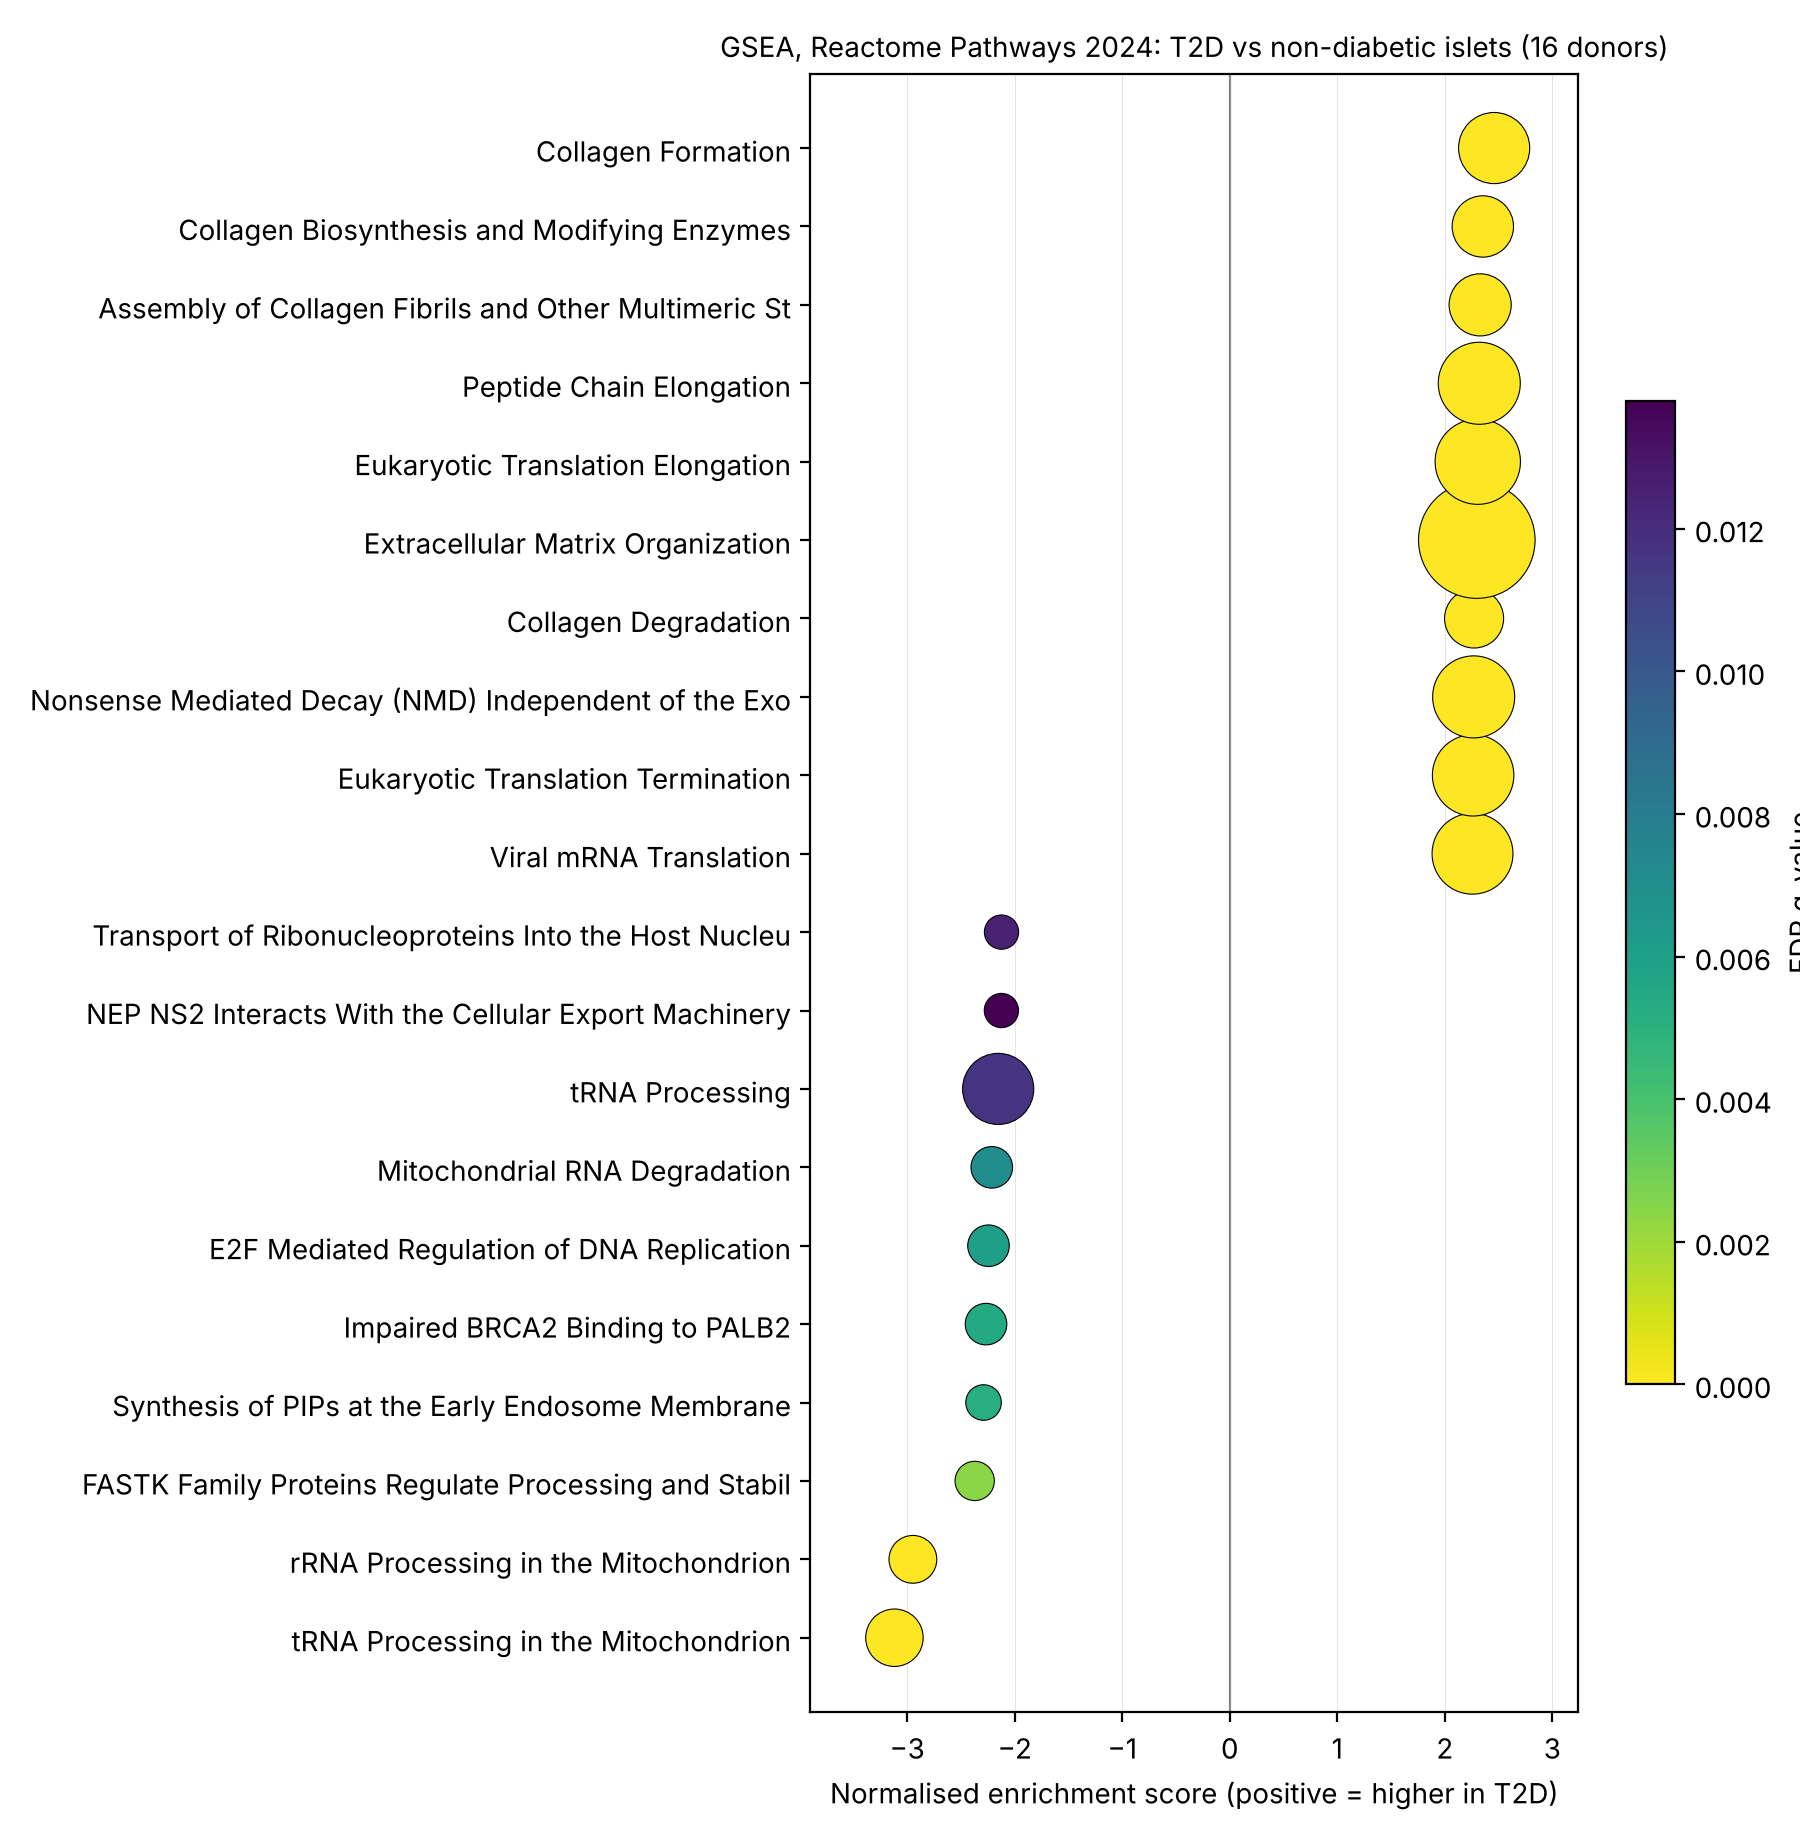 GSEA, Reactome Pathways 2024: T2D vs non-diabetic islets (16 donors)
Collagen Formation
Collagen Biosynthesis and Modifying Enzymes
Assembly of Collagen Fibrils and Other Multimeric St
Peptide Chain Elongation
Eukaryotic Translation Elongation
Extracellular Matrix Organization
Collagen Degradation
Nonsense Mediated Decay (NMD) Independent of the Exo
Eukaryotic Translation Termination
Viral mRNA Translation
Transport of Ribonucleoproteins Into the Host Nucleu
NEP NS2 Interacts With the Cellular Export Machinery
tRNA Processing
Mitochondrial RNA Degradation
E2F Mediated Regulation of DNA Replication
Impaired BRCA2 Binding to PALB2
Synthesis of PIPs at the Early Endosome Membrane
FASTK Family Proteins Regulate Processing and Stabil
rRNA Processing in the Mitochondrion
tRNA Processing in the Mitochondrion
−3 −2 −1 0 1 2 3
Normalised enrichment score (positive = higher in T2D)
0.012
0.010
0.008
0.006
0.004
0.002
0.000